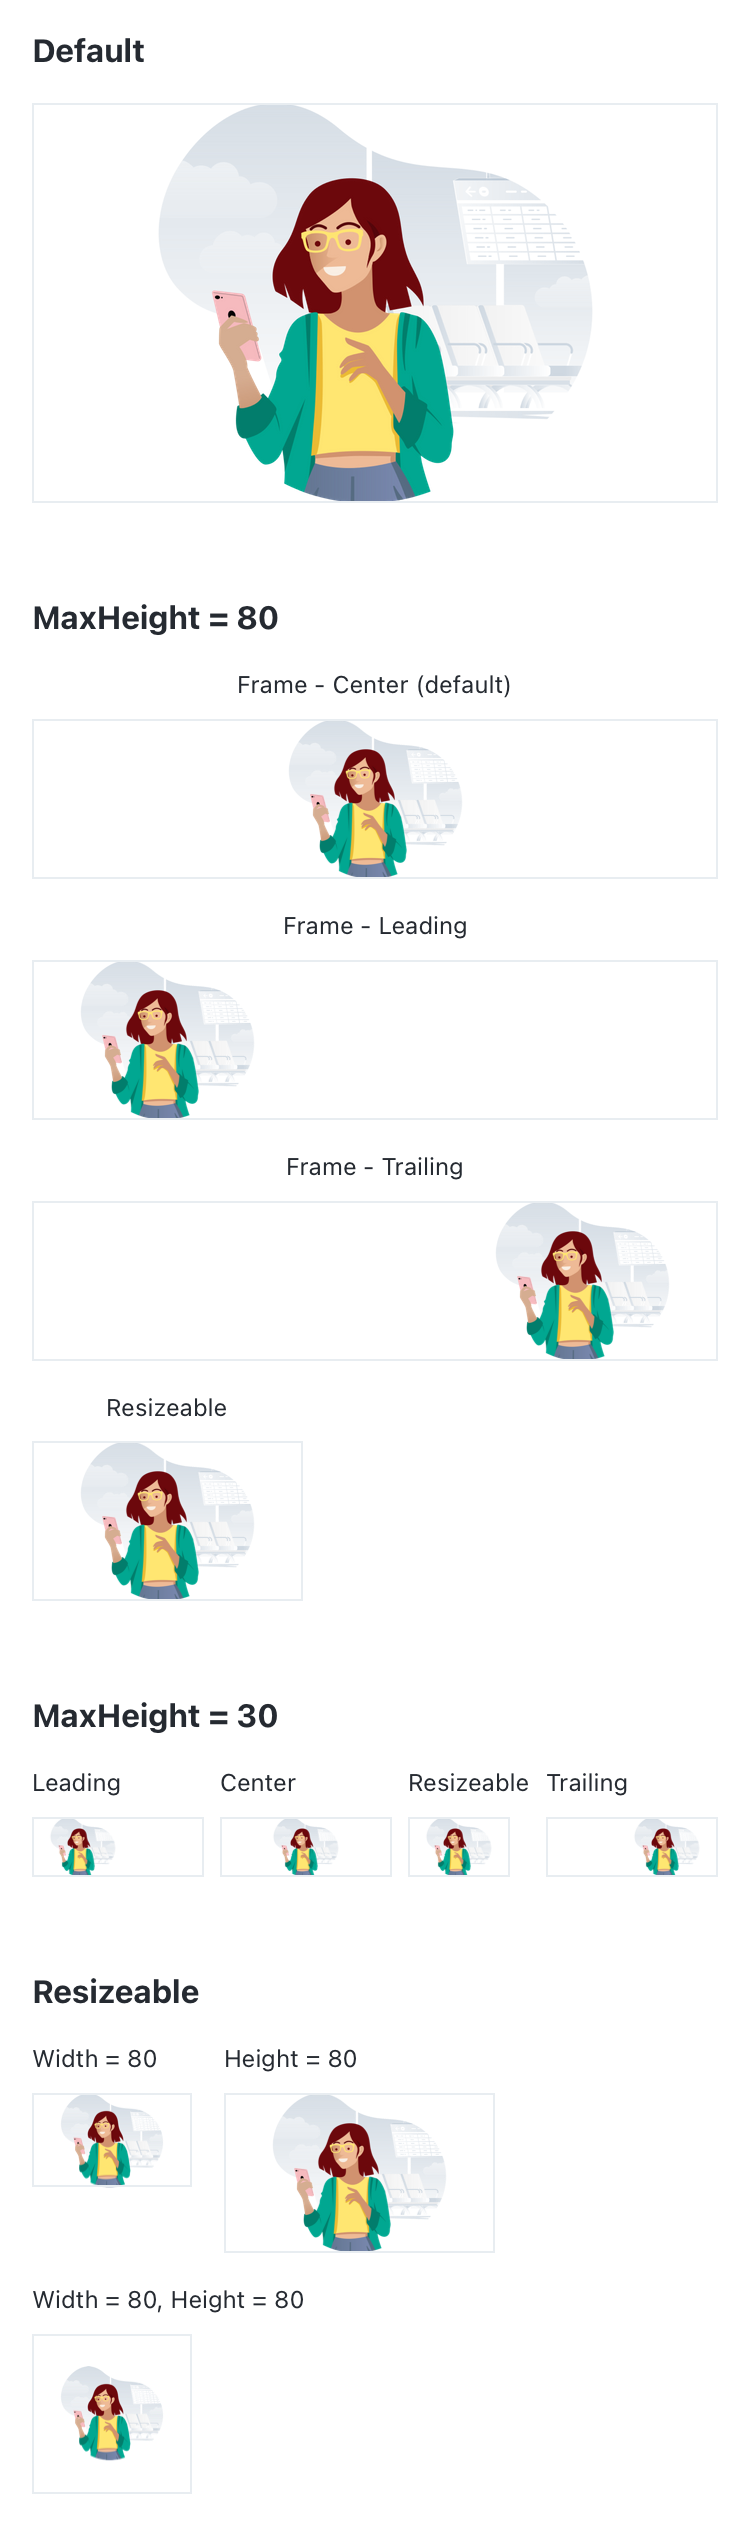 Default
MaxHeight = 80
Frame - Center (default)
Frame - Leading
Frame - Trailing
Resizeable
MaxHeight = 30
Leading Center Resizeable Trailing
Resizeable
Width = 80 Height = 80
Width = 80, Height = 80